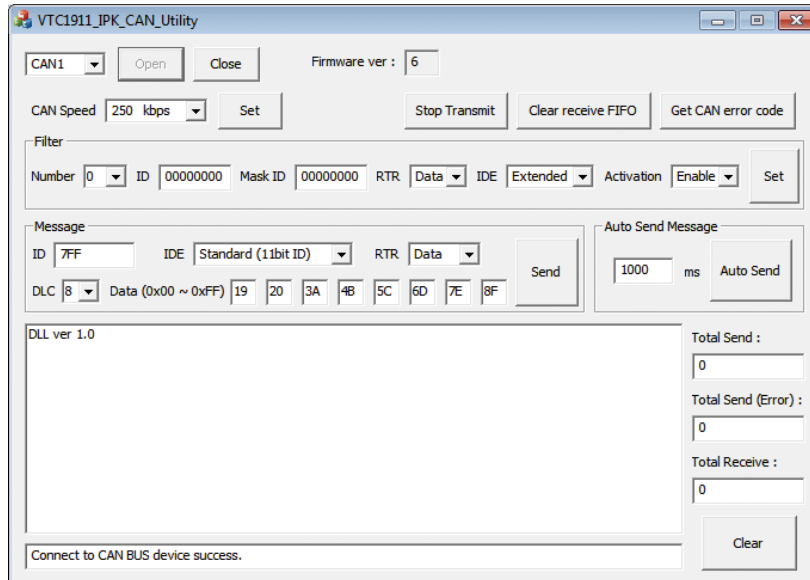 VTC1911_IPK_CAN_Utility
CAN1 Open Close Firmware ver : 6
CAN Speed 250 kbps Set Stop Transmit Clear receive FIFO Get CAN error code
Filter
Number 0 ID 00000000 Mask ID 00000000 RTR Data IDE Extended Activation Enable Set
Message
ID 7FF IDE Standard (11bit ID) RTR Data
Send
DLC 8 Data (0x00 ~ 0xFF) 19 20 3A 4B 5C 6D 7E 8F
Auto Send Message
1000 ms Auto Send
DLL ver 1.0
Total Send :
0
Total Send (Error) :
0
Total Receive :
0
Clear
Connect to CAN BUS device success.